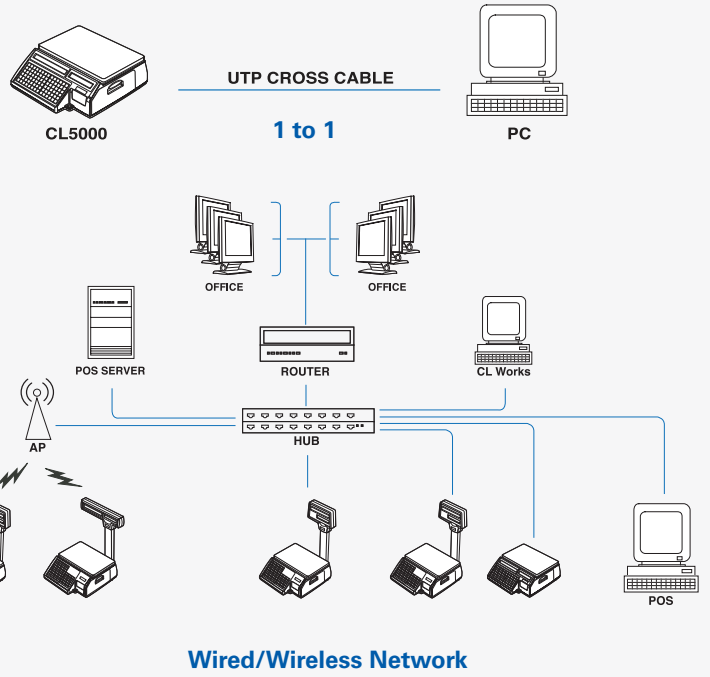 UTP CROSS CABLE
CL5000
1 to 1
PC
OFFICE
OFFICE
POS SERVER
ROUTER
CL Works
HUB
AP
POS
Wired/Wireless Network